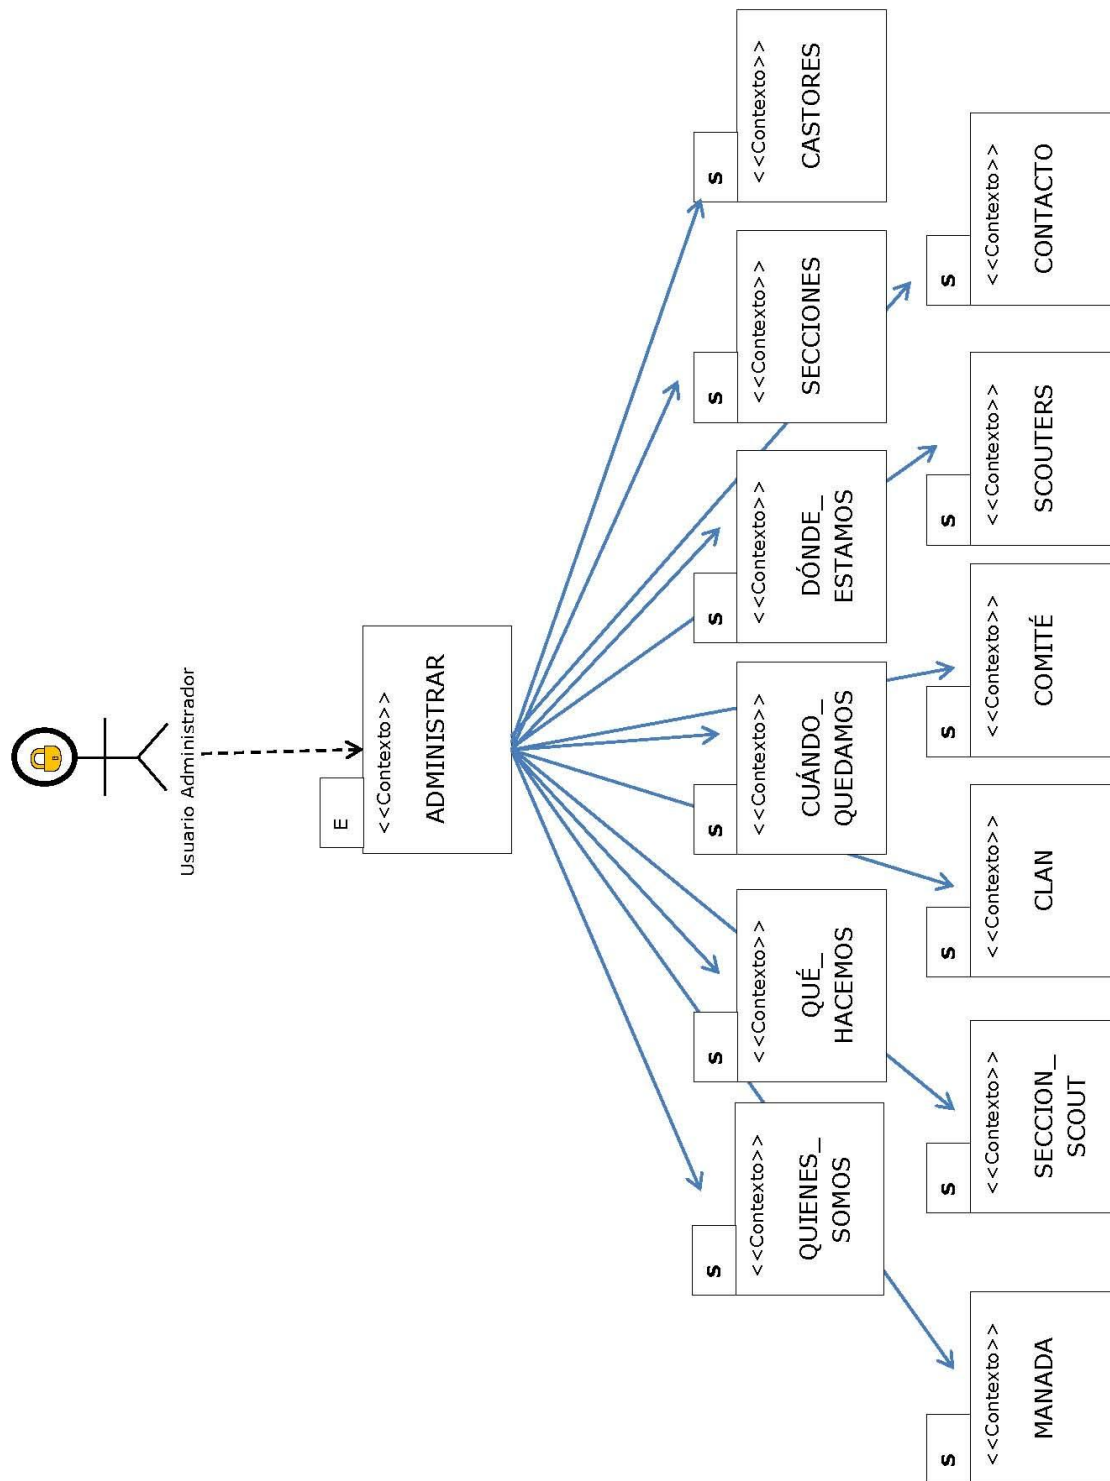 Usuario Administrador
E
<<Contexto>>
ADMINISTRAR
S
<<Contexto>>
QUIENES_
SOMOS
S
<<Contexto>>
QUÉ_
HACEMOS
S
<<Contexto>>
CUÁNDO_
QUEDAMOS
S
<<Contexto>>
DÓNDE_
ESTAMOS
S
<<Contexto>>
SECCIONES
S
<<Contexto>>
CASTORES
S
<<Contexto>>
MANADA
S
<<Contexto>>
SECCION_
SCOUT
S
<<Contexto>>
CLAN
S
<<Contexto>>
COMITÉ
S
<<Contexto>>
SCOUTERS
S
<<Contexto>>
CONTACTO